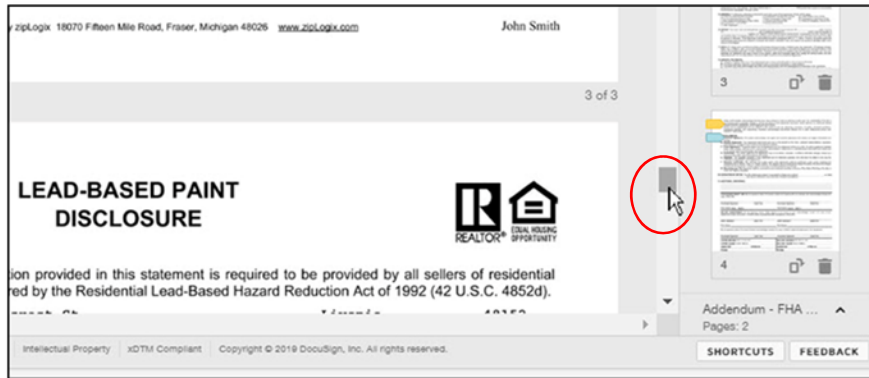 y zipLogix 18070 Fifteen Mile Road, Fraser, Michigan 48026 www.zipLogix.com
John Smith
3 of 3
LEAD-BASED PAINT
DISCLOSURE
REALTOR®
EQUAL HOUSING
OPPORTUNITY
tion provided in this statement is required to be provided by all sellers of residential
red by the Residential Lead-Based Hazard Reduction Act of 1992 (42 U.S.C. 4852d).
3
4
Addendum - FHA ...
Pages: 2
Intellectual Property | xDTM Compliant | Copyright © 2019 DocuSign, Inc. All rights reserved.
SHORTCUTS
FEEDBACK